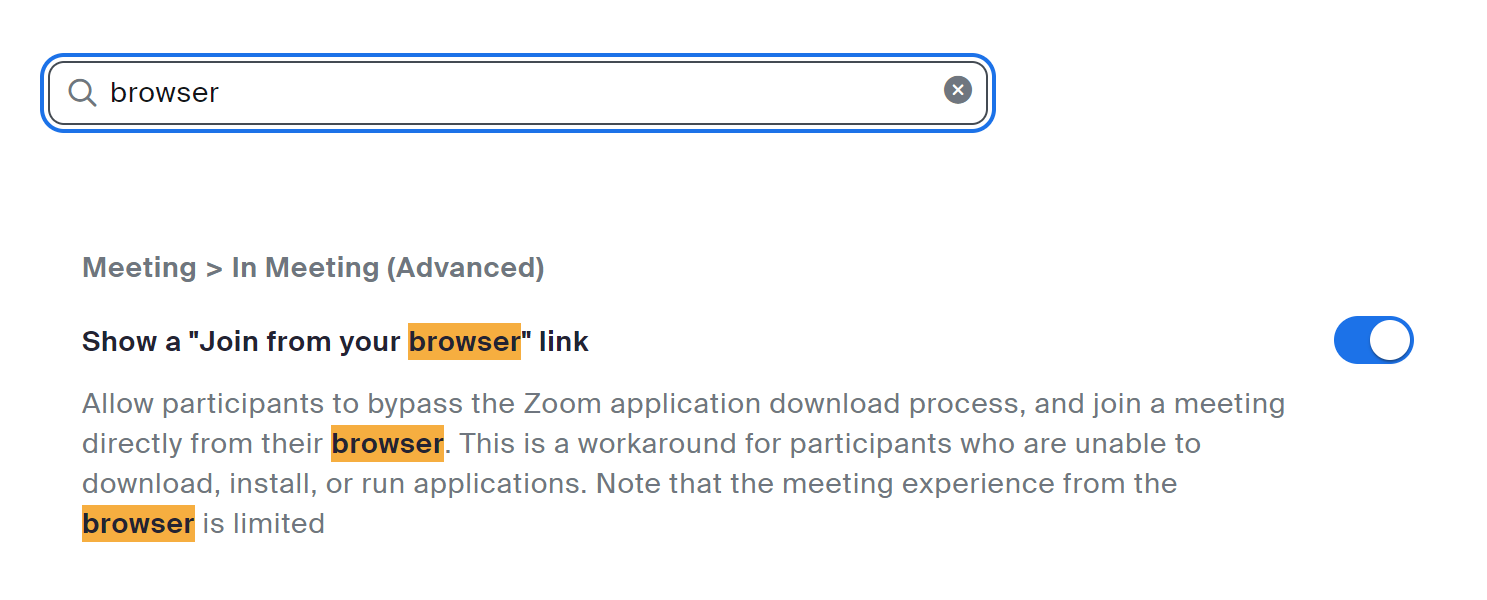 browser
Meeting > In Meeting (Advanced)
Show a "Join from your browser" link
Allow participants to bypass the Zoom application download process, and join a meeting
directly from their browser. This is a workaround for participants who are unable to
download, install, or run applications. Note that the meeting experience from the
browser is limited